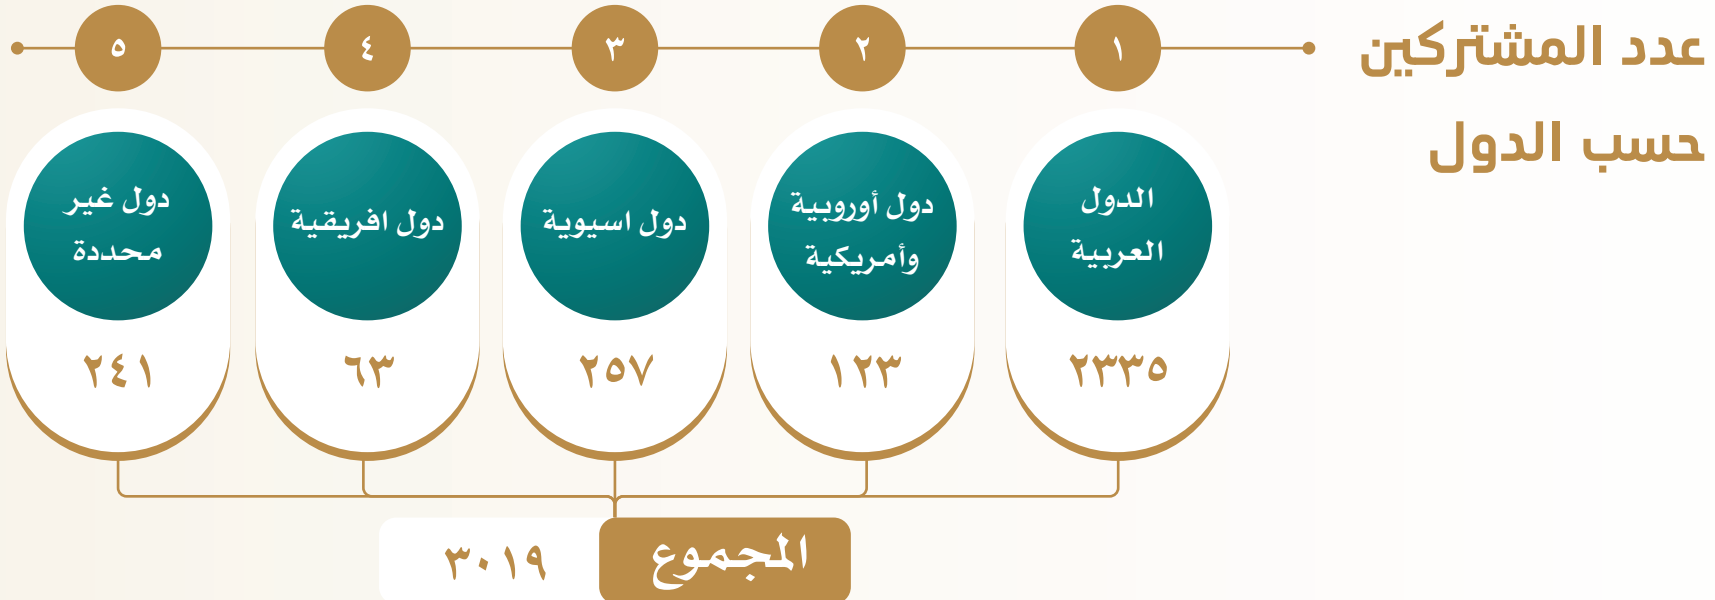 عدد المشتركين
حسب الدول
١
٢
٣
٤
٥
الدول
العربية
٢٣٣٥
دول أوروبية
وأمريكية
١٢٣
دول اسيوية
٢٥٧
دول افريقية
٦٣
دول غير
محددة
٢٤١
المجموع
٣٠١٩